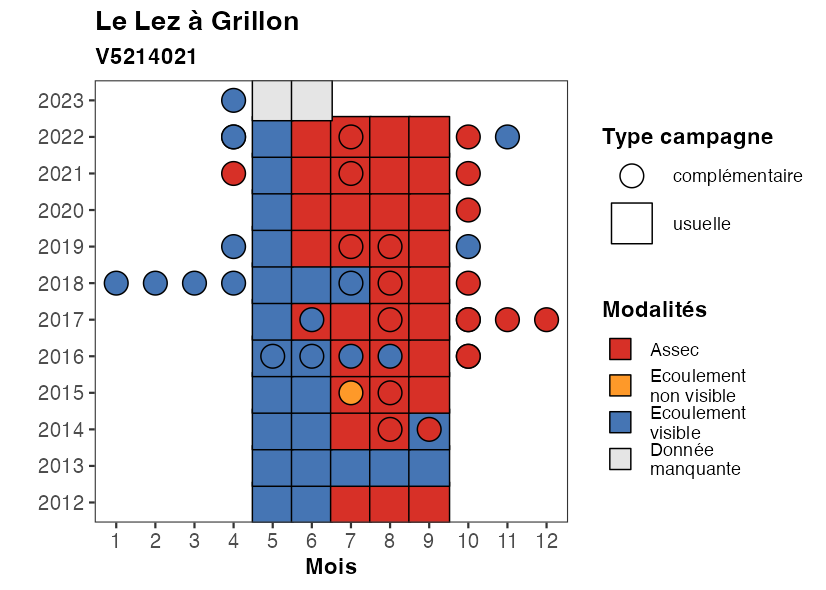 Le Lez à Grillon
V5214021
2023
2022
2021
2020
2019
2018
2017
2016
2015
2014
2013
2012
1 2 3 4 5 6 7 8 9 10 11 12
Mois
Type campagne
complémentaire
usuelle
Modalités
Assec
Ecoulement
non visible
Ecoulement
visible
Donnée
manquante